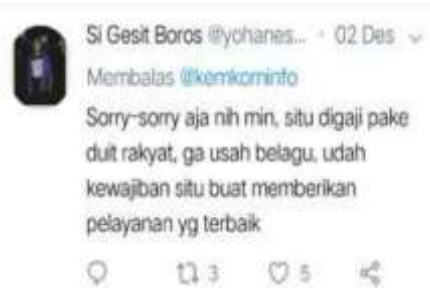 Si Gesit Boros @yohanes... · 02 Des
Membalas @kemkominfo
Sorry-sorry aja nih min, situ digaji pake
duit rakyat, ga usah belagu, udah
kewajiban situ buat memberikan
pelayanan yg terbaik
3 5